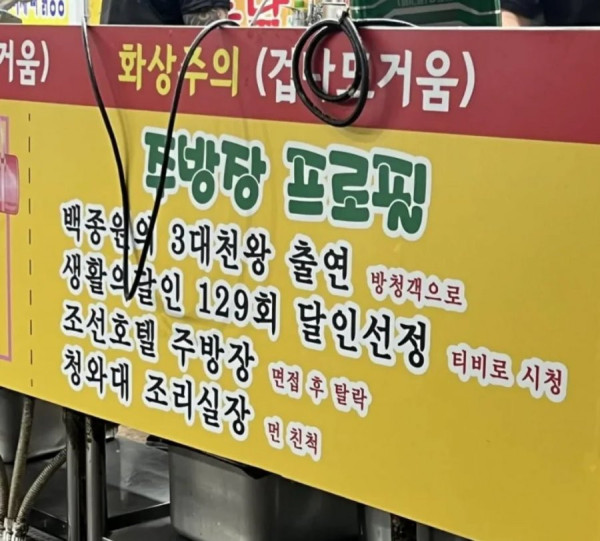 거움)
화상주의 (겁나뜨거움)
주방장 프로필
백종원의 3대천왕 출연 방청객으로
생활의달인 129회 달인선정 티비로 시청
조선호텔 주방장 면접 후 탈락
청와대 조리실장 먼 친척